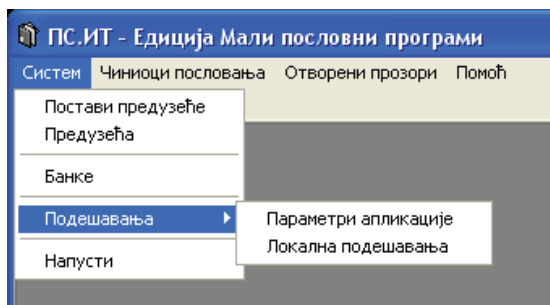 ПС.ИТ - Едиција Мали пословни програми
Систем Чиниоци пословања Отворени прозори Помоћ
Постави предузеће
Предузећа
Банке
Подешавања
Параметри апликације
Локална подешавања
Напусти